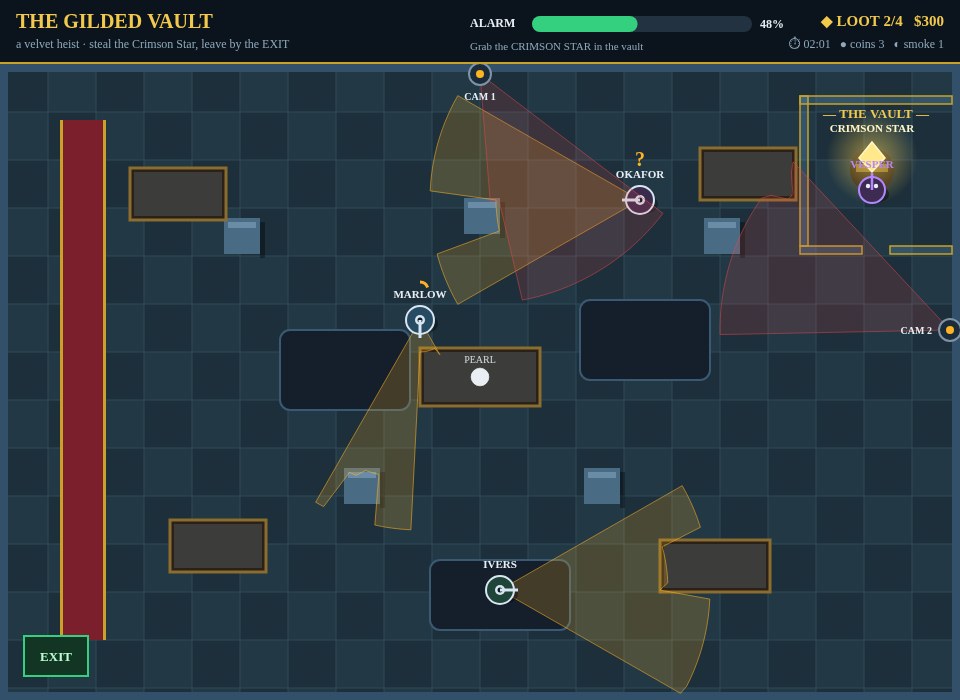 THE GILDED VAULT
a velvet heist · steal the Crimson Star, leave by the EXIT
ALARM
48%
Grab the CRIMSON STAR in the vault
◆ LOOT 2/4 $300
⏱ 02:01 ● coins 3 ◖ smoke 1
CAM 1
— THE VAULT —
CRIMSON STAR
VESPER
?
OKAFOR
MARLOW
CAM 2
PEARL
IVERS
EXIT